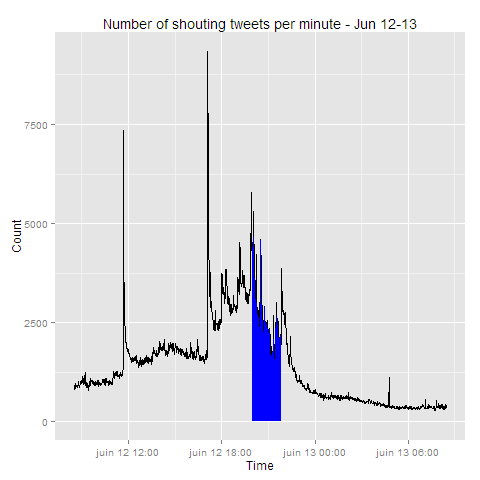 Number of shouting tweets per minute - Jun 12-13
7500
5000
2500
0
Count
juin 12 12:00 juin 12 18:00 juin 13 00:00 juin 13 06:00
Time